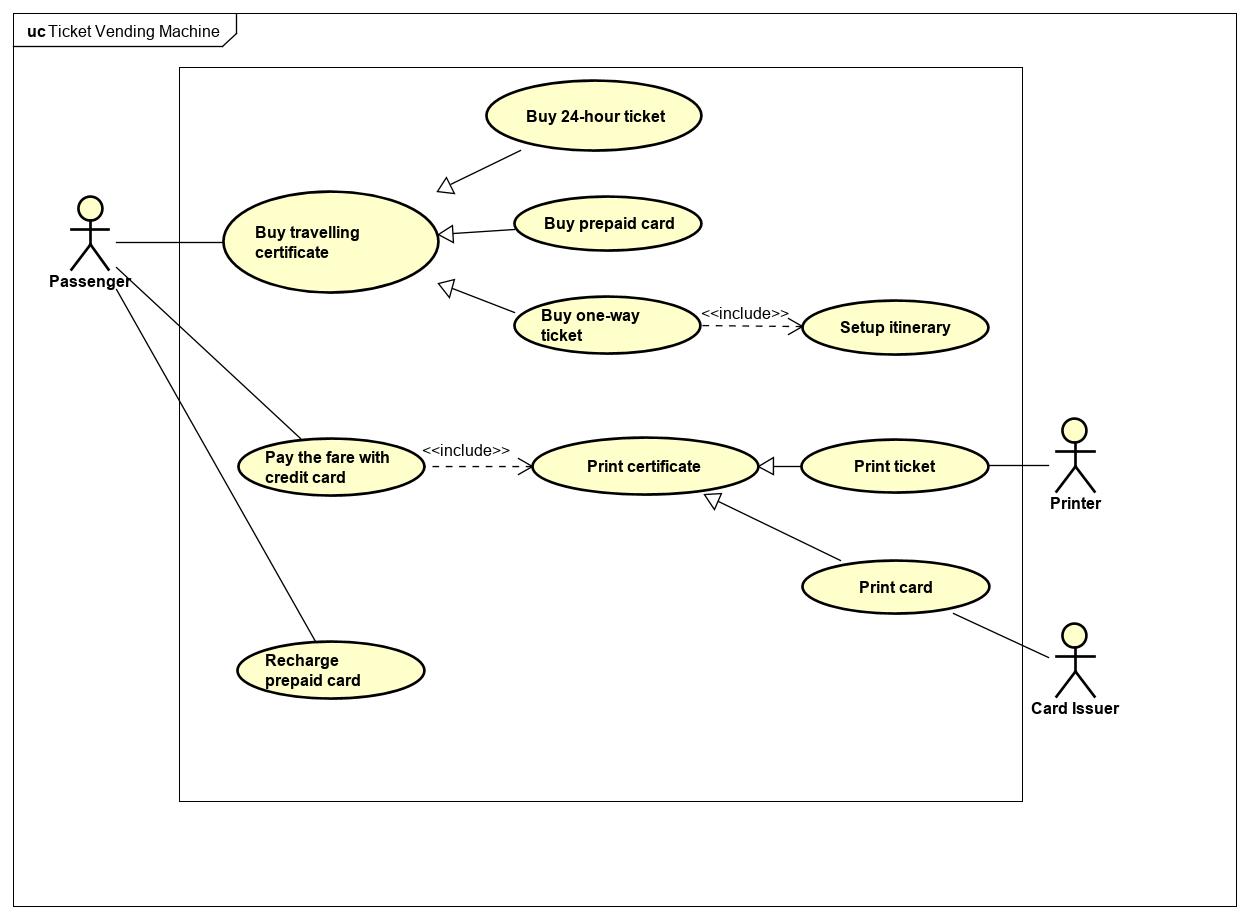 uc Ticket Vending Machine
Buy 24-hour ticket
Buy travelling
certificate
Buy prepaid card
Passenger
Buy one-way
ticket
<<include>>
Setup itinerary
Pay the fare with
credit card
<<include>>
Print certificate
Print ticket
Printer
Print card
Recharge
prepaid card
Card Issuer